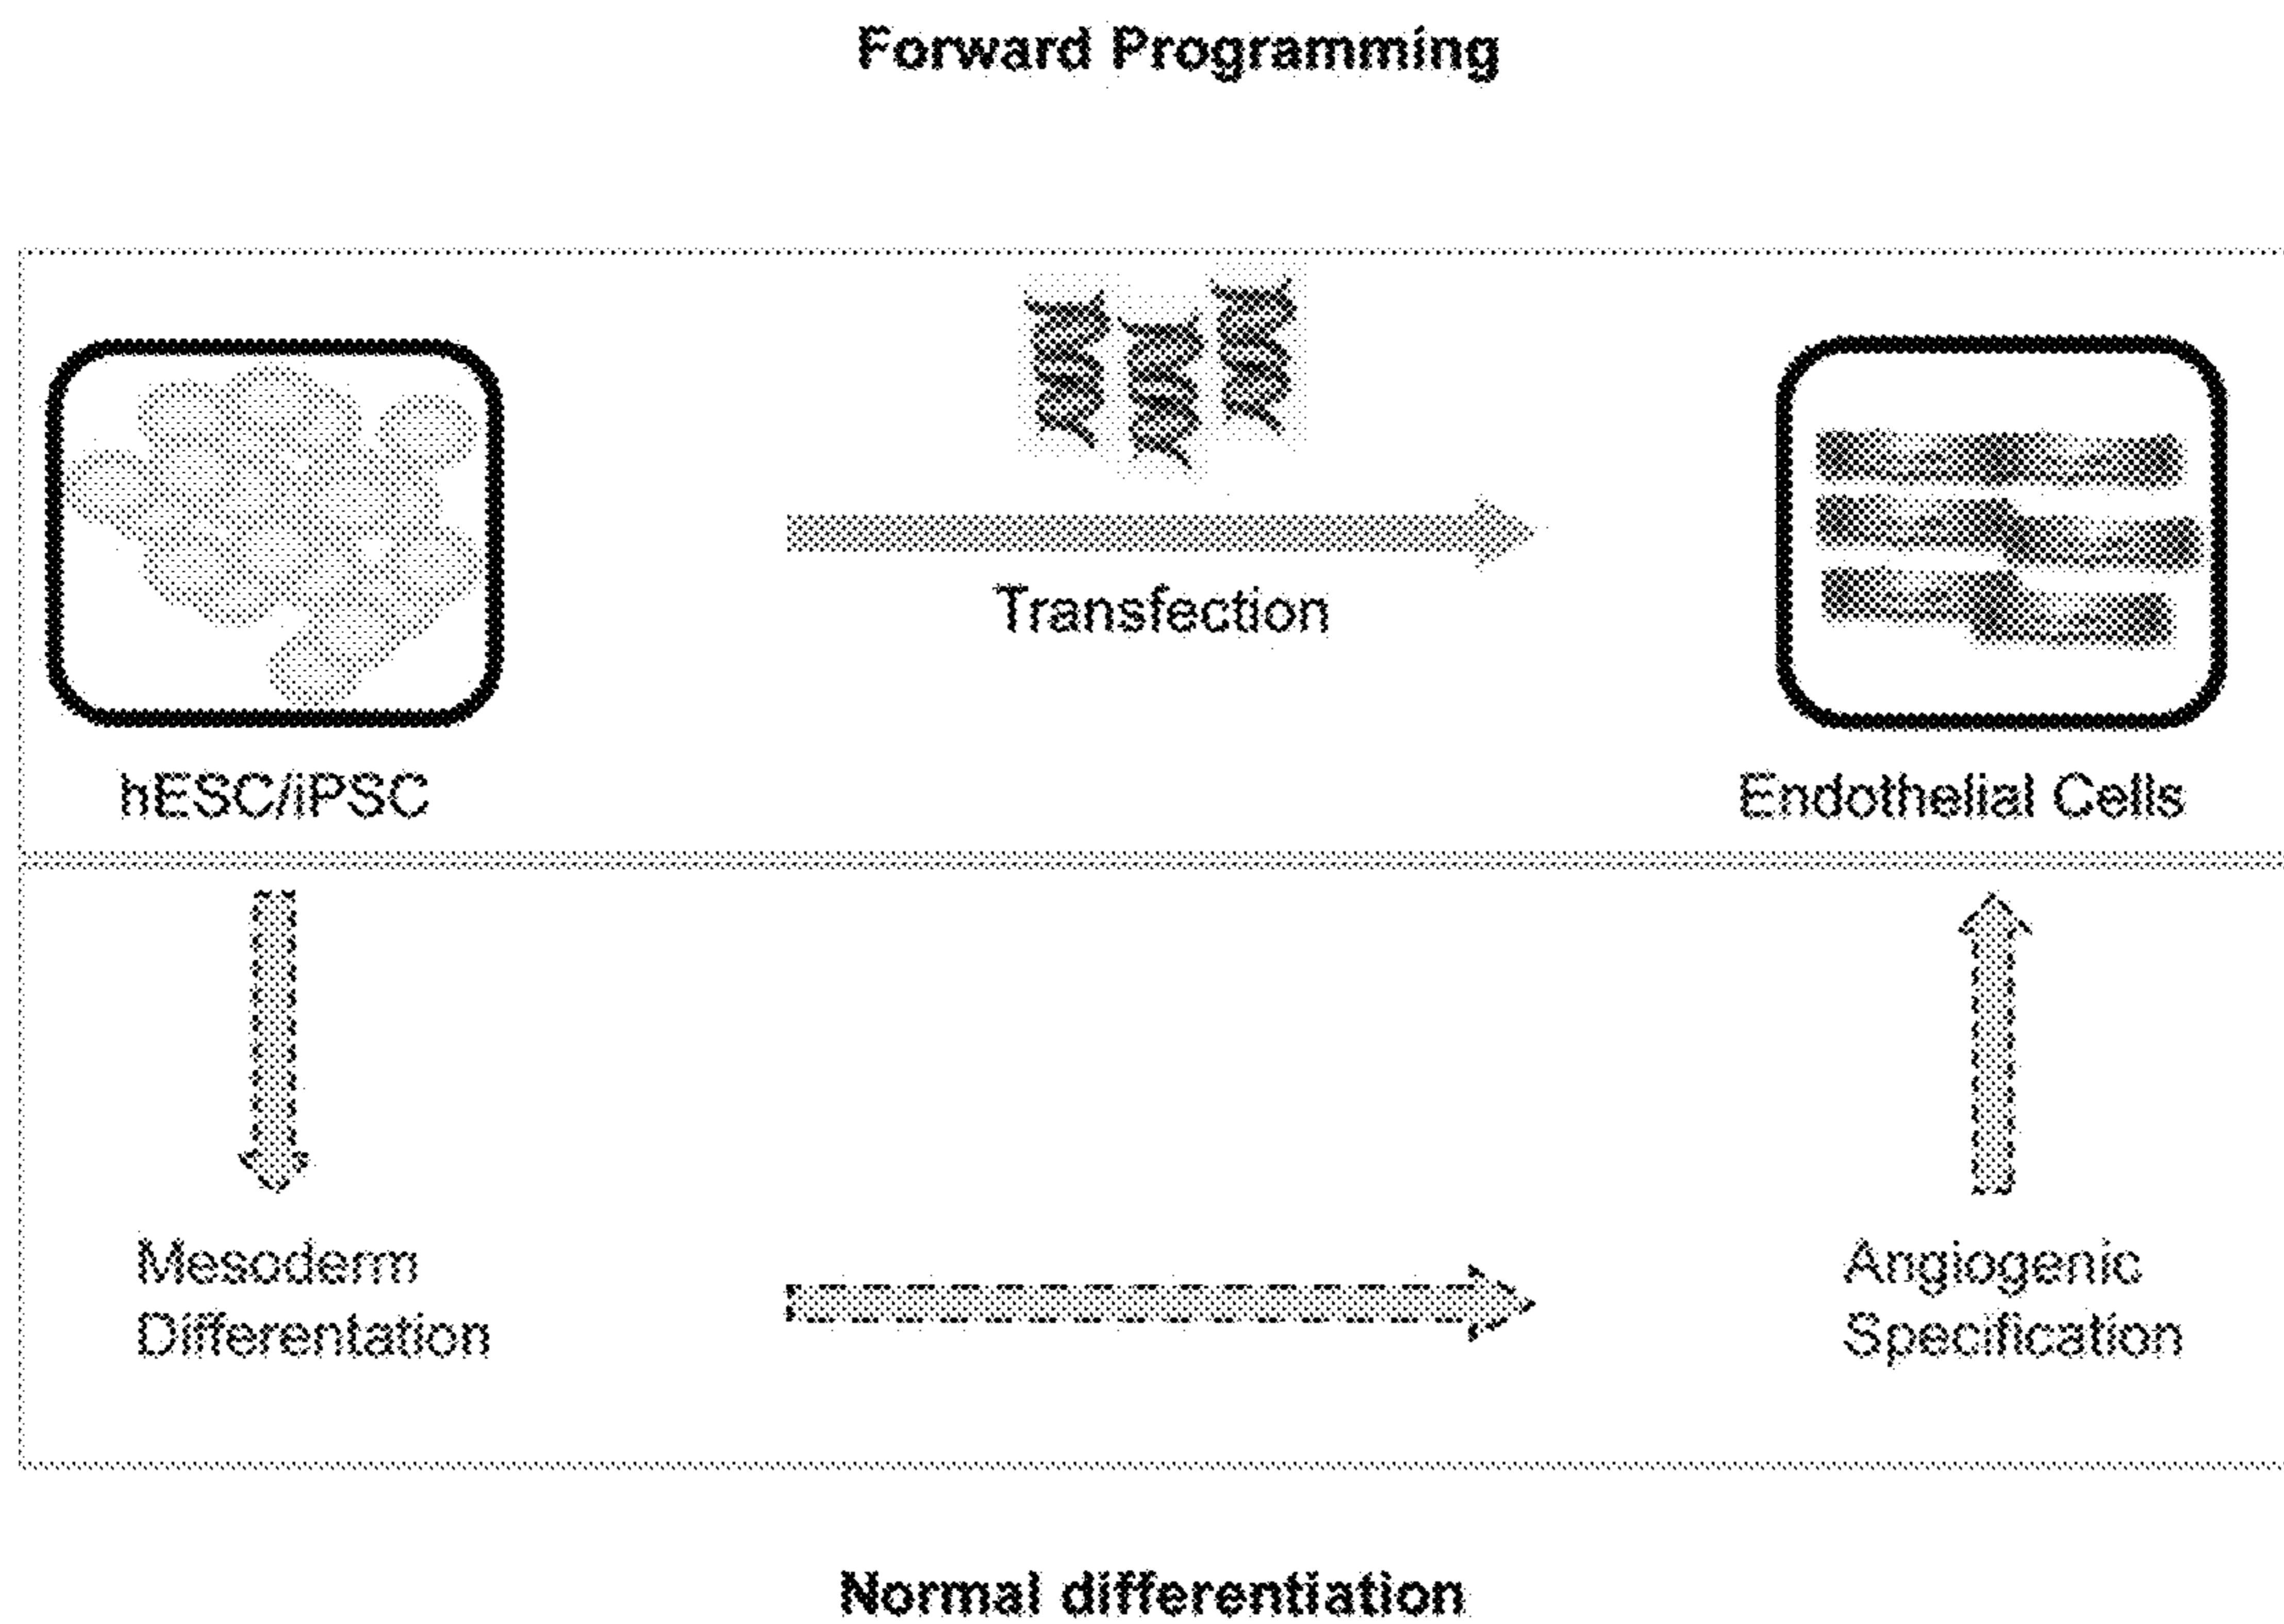 Forward Programming
Transfection
hESC/iPSC
Endothelial Cells
Mesoderm
Differentation
Angiogenic
Specification
Normal differentiation